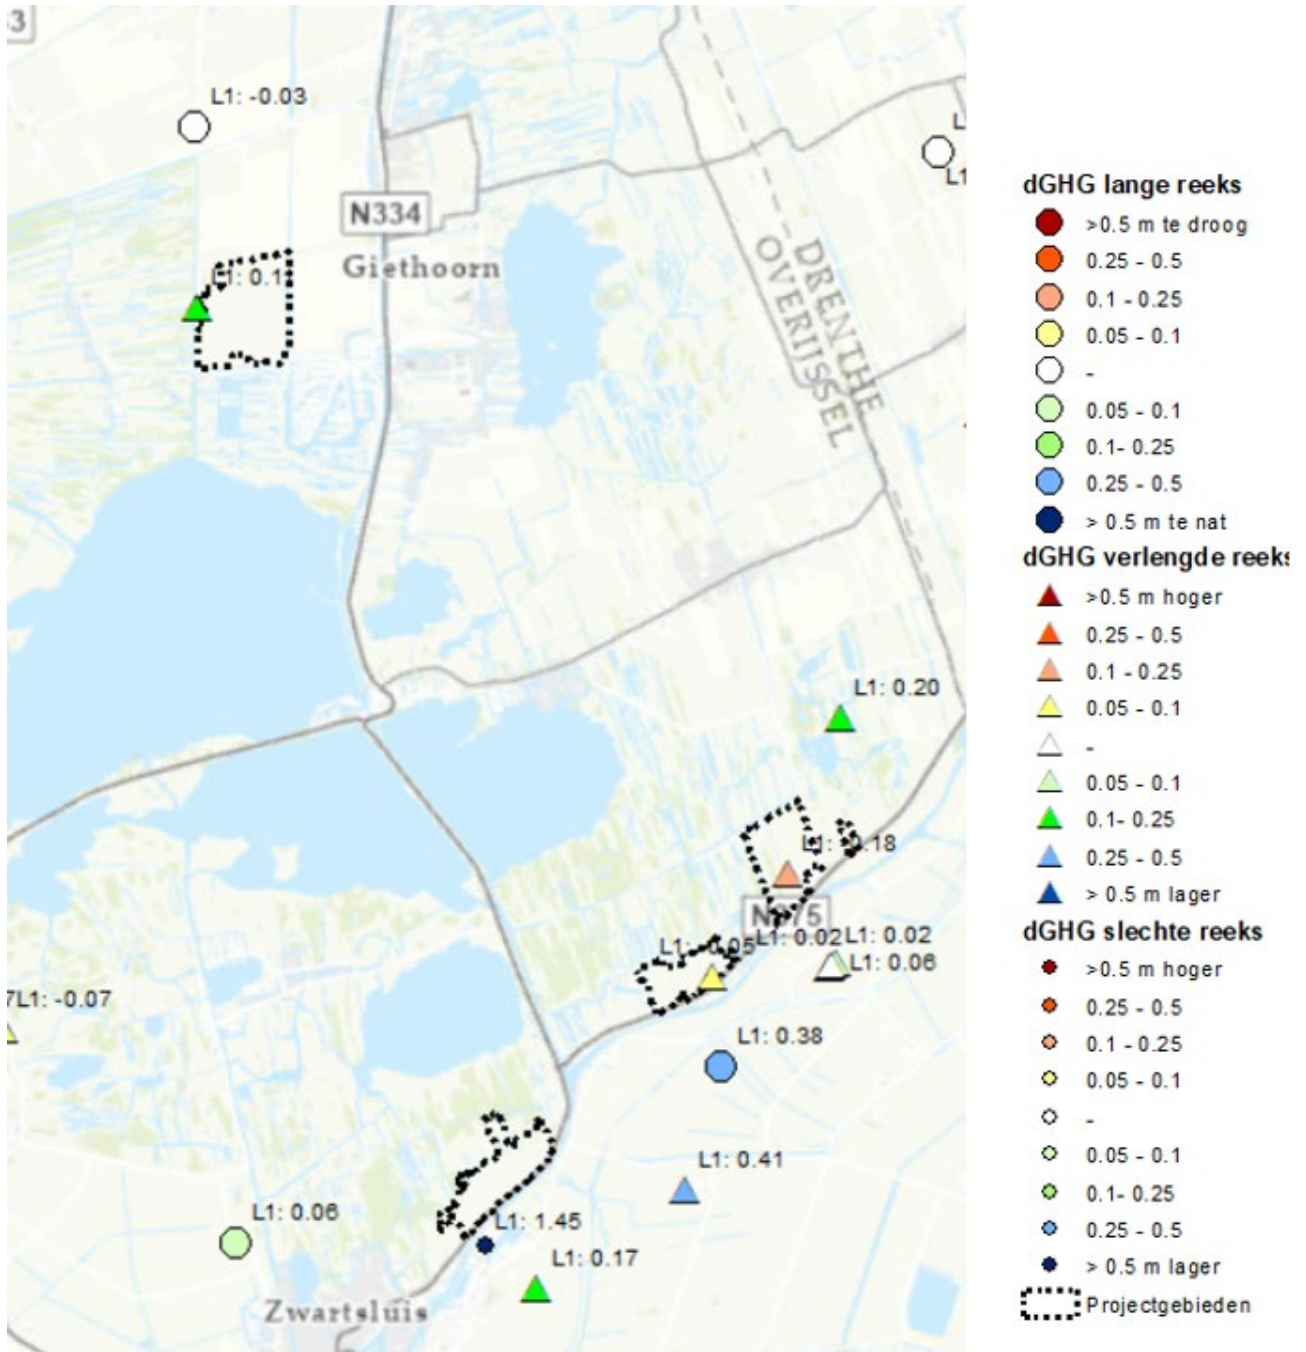 3
L1: -0.03
L
L1
N334
Giethoorn
DRENTHE
OVERIJSSEL
L1: 0.1
L1: 0.20
L1: -0.18
N375
L1: -0.05
L1: 0.02
L1: 0.02
L1: 0.06
7L1: -0.07
L1: 0.38
L1: 0.41
L1: 0.06
L1: 1.45
L1: 0.17
Zwartsluis
dGHG lange reeks
>0.5 m te droog
0.25 - 0.5
0.1 - 0.25
0.05 - 0.1
-
0.05 - 0.1
0.1- 0.25
0.25 - 0.5
> 0.5 m te nat
dGHG verlengde reeks
>0.5 m hoger
0.25 - 0.5
0.1 - 0.25
0.05 - 0.1
-
0.05 - 0.1
0.1- 0.25
0.25 - 0.5
> 0.5 m lager
dGHG slechte reeks
>0.5 m hoger
0.25 - 0.5
0.1 - 0.25
0.05 - 0.1
-
0.05 - 0.1
0.1- 0.25
0.25 - 0.5
> 0.5 m lager
Projectgebieden